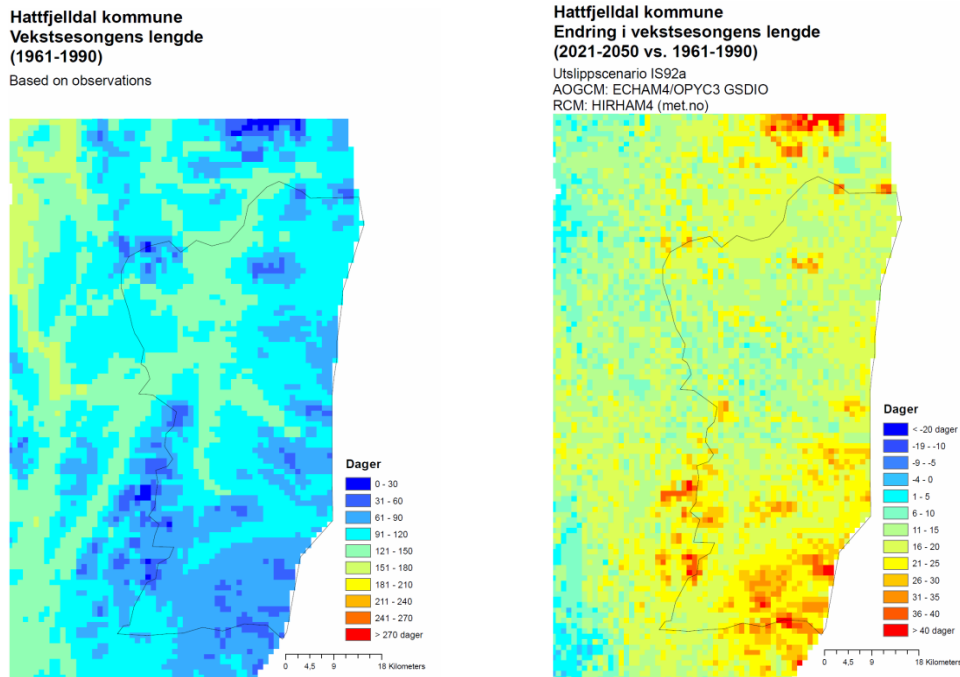 Hattfjelldal kommune
Vekstsesongens lengde
(1961-1990)
Based on observations
Dager
0 - 30
31 - 60
61 - 90
91 - 120
121 - 150
151 - 180
181 - 210
211 - 240
241 - 270
> 270 dager
0 4,5 9 18 Kilometers
Hattfjelldal kommune
Endring i vekstsesongens lengde
(2021-2050 vs. 1961-1990)
Utslippscenario IS92a
AOGCM: ECHAM4/OPYC3 GSDIO
RCM: HIRHAM4 (met.no)
Dager
< -20 dager
-19 - -10
-9 - -5
-4 - 0
1 - 5
6 - 10
11 - 15
16 - 20
21 - 25
26 - 30
31 - 35
36 - 40
> 40 dager
0 4,5 9 18 Kilometers